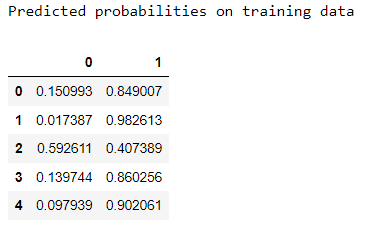 Predicted probabilities on training data
0 1
0 0.150993 0.849007
1 0.017387 0.982613
2 0.592611 0.407389
3 0.139744 0.860256
4 0.097939 0.902061